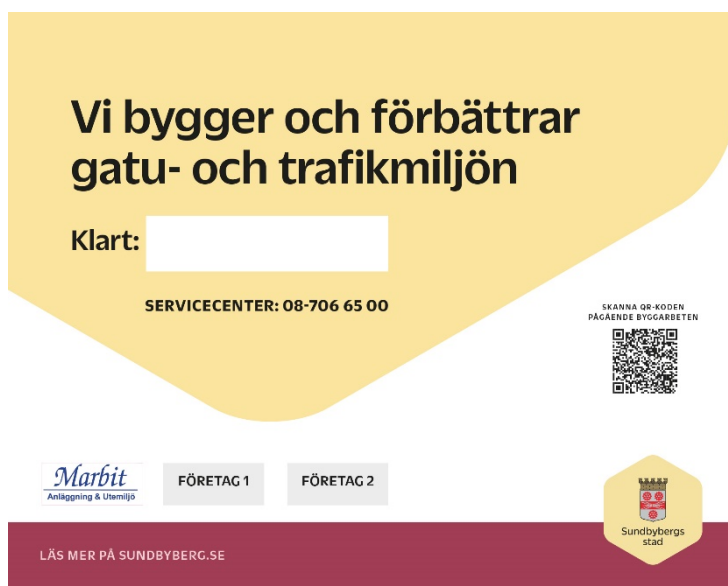 Vi bygger och förbättrar
gatu- och trafikmiljön
Klart:
SERVICECENTER: 08-706 65 00
SKANNA QR-KODEN
PÅGÅENDE BYGGARBETEN
Marbit
Anläggning & Utemiljö
FÖRETAG 1
FÖRETAG 2
Sundbybergs
stad
LÄS MER PÅ SUNDBYBERG.SE